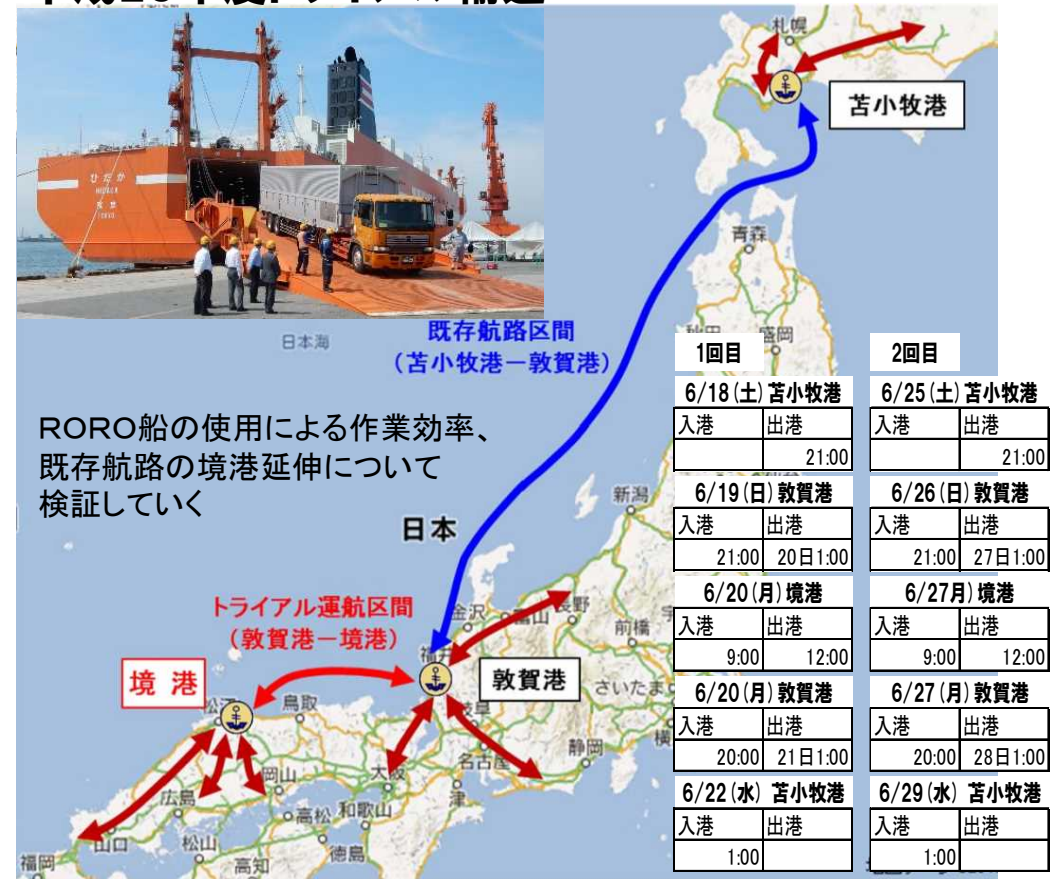 札幌
苫小牧港
ひだか
青森
日本海
既存航路区間
(苫小牧港－敦賀港)
盛岡
RORO船の使用による作業効率、
既存航路の境港延伸について
検証していく
新潟
日本
トライアル運航区間
(敦賀港－境港)
金沢
富山
長野
前橋
福井
境 港
敦賀港
さいたま
鳥取
岐阜
静岡
岡山
大阪
名古屋
広島
高松
和歌山
津
山口
松山
徳島
福岡
高知
1回目
6/18(土)苫小牧港
入港 出港
21:00
6/19(日)敦賀港
入港 出港
21:00 20日1:00
6/20(月)境港
入港 出港
9:00 12:00
6/20(月)敦賀港
入港 出港
20:00 21日1:00
6/22(水) 苫小牧港
入港 出港
1:00
2回目
6/25(土)苫小牧港
入港 出港
21:00
6/26(日)敦賀港
入港 出港
21:00 27日1:00
6/27月)境港
入港 出港
9:00 12:00
6/27(月)敦賀港
入港 出港
20:00 28日1:00
6/29(水) 苫小牧港
入港 出港
1:00